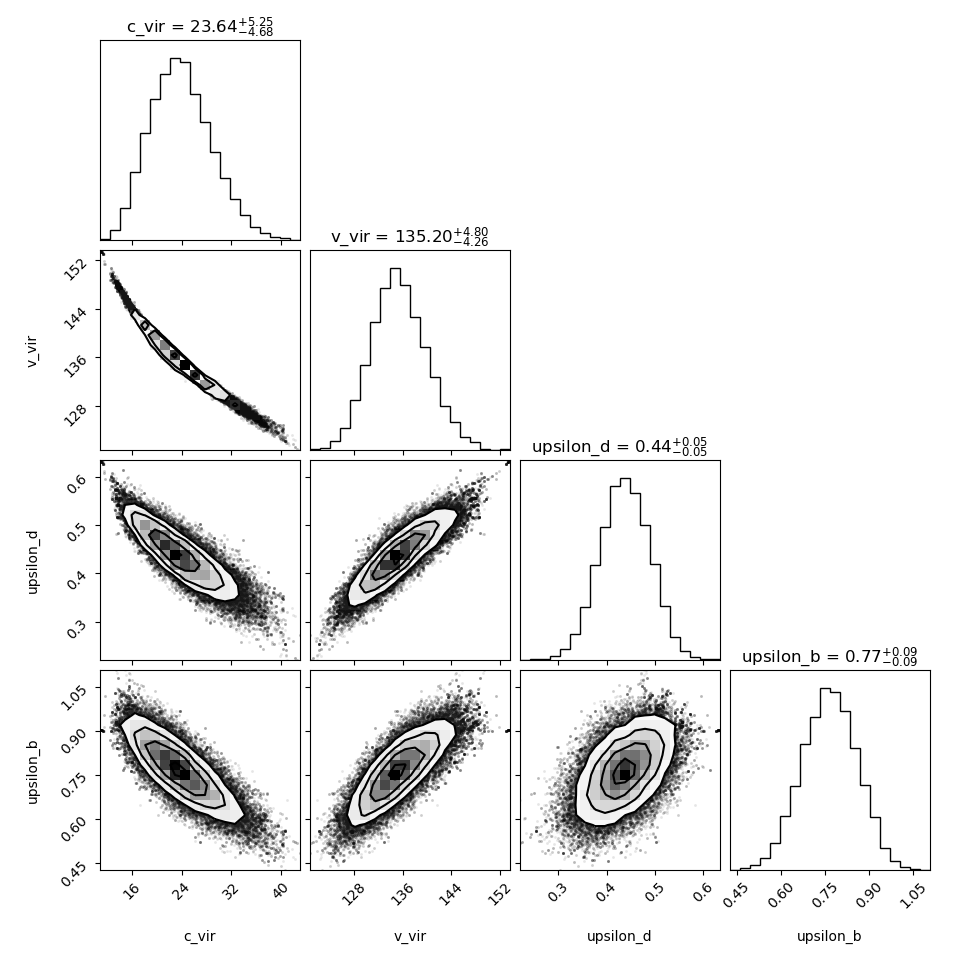 c_vir = 23.64+5.25−4.68
152
144
136
128
v_vir
v_vir = 135.20+4.80−4.26
0.6
0.5
0.4
0.3
upsilon_d
upsilon_d = 0.44+0.05−0.05
1.05
0.90
0.75
0.60
0.45
upsilon_b
upsilon_b = 0.77+0.09−0.09
16 24 32 40
128 136 144 152
0.3 0.4 0.5 0.6
0.45 0.60 0.75 0.90 1.05
c_vir v_vir upsilon_d upsilon_b